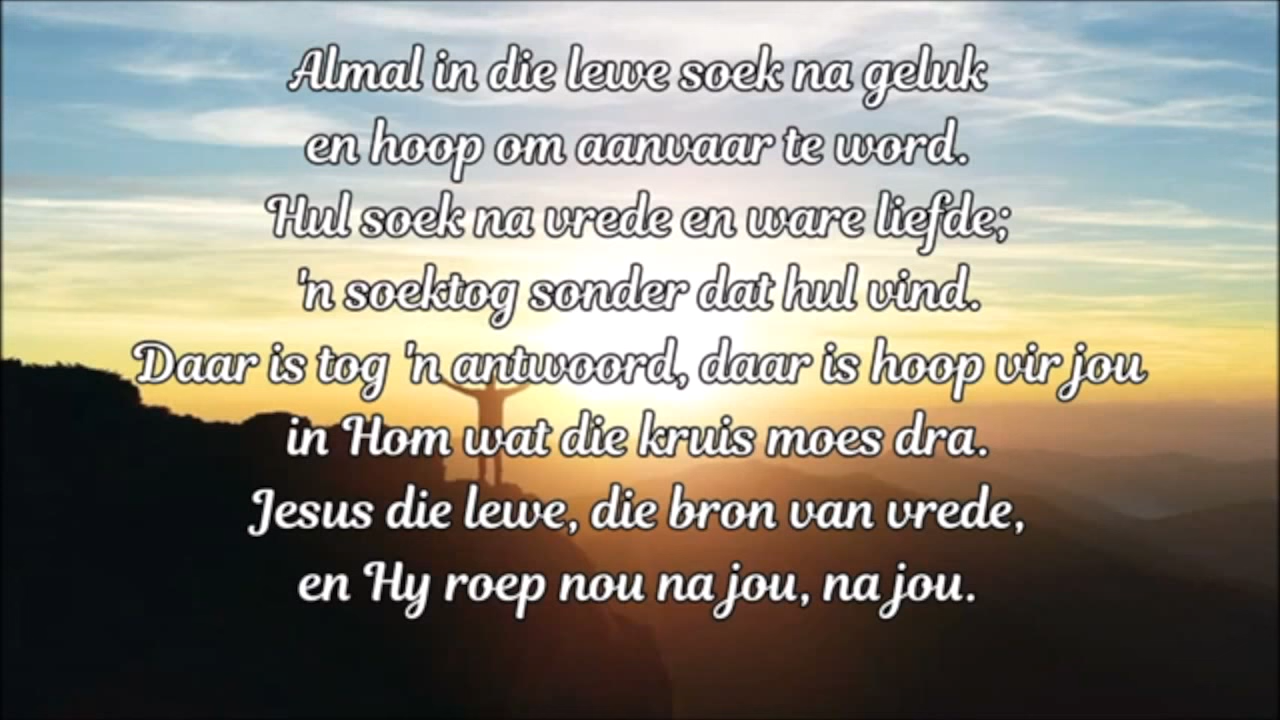 Almal in die lewe soek na geluk
en hoop om aanvaar te word.
Hul soek na vrede en ware liefde;
'n soektog sonder dat hul vind.
Daar is tog 'n antwoord, daar is hoop vir jou
in Hom wat die kruis moes dra.
Jesus die lewe, die bron van vrede,
en Hy roep nou na jou, na jou.